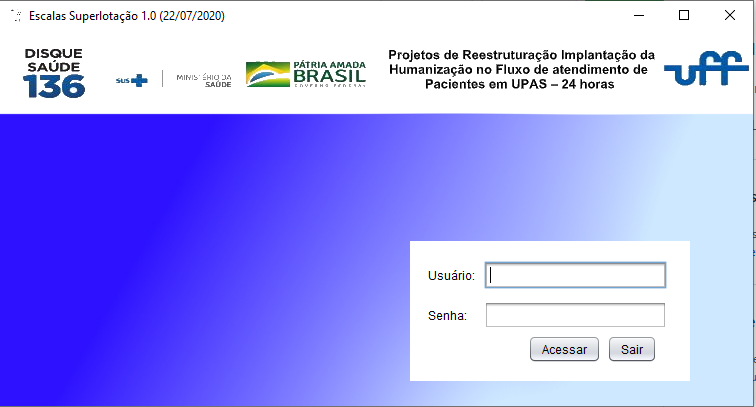 Escalas Superlotação 1.0 (22/07/2020)
DISQUE
SAÚDE
136
SUS
MINISTÉRIO DA
SAÚDE
PÁTRIA AMADA
BRASIL
GOVERNO FEDERAL
Projetos de Reestruturação Implantação da
Humanização no Fluxo de atendimento de
Pacientes em UPAS – 24 horas
uff
Usuário:
Senha:
Acessar
Sair